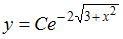 y = Ce^{-2\sqrt{3+x^2}}